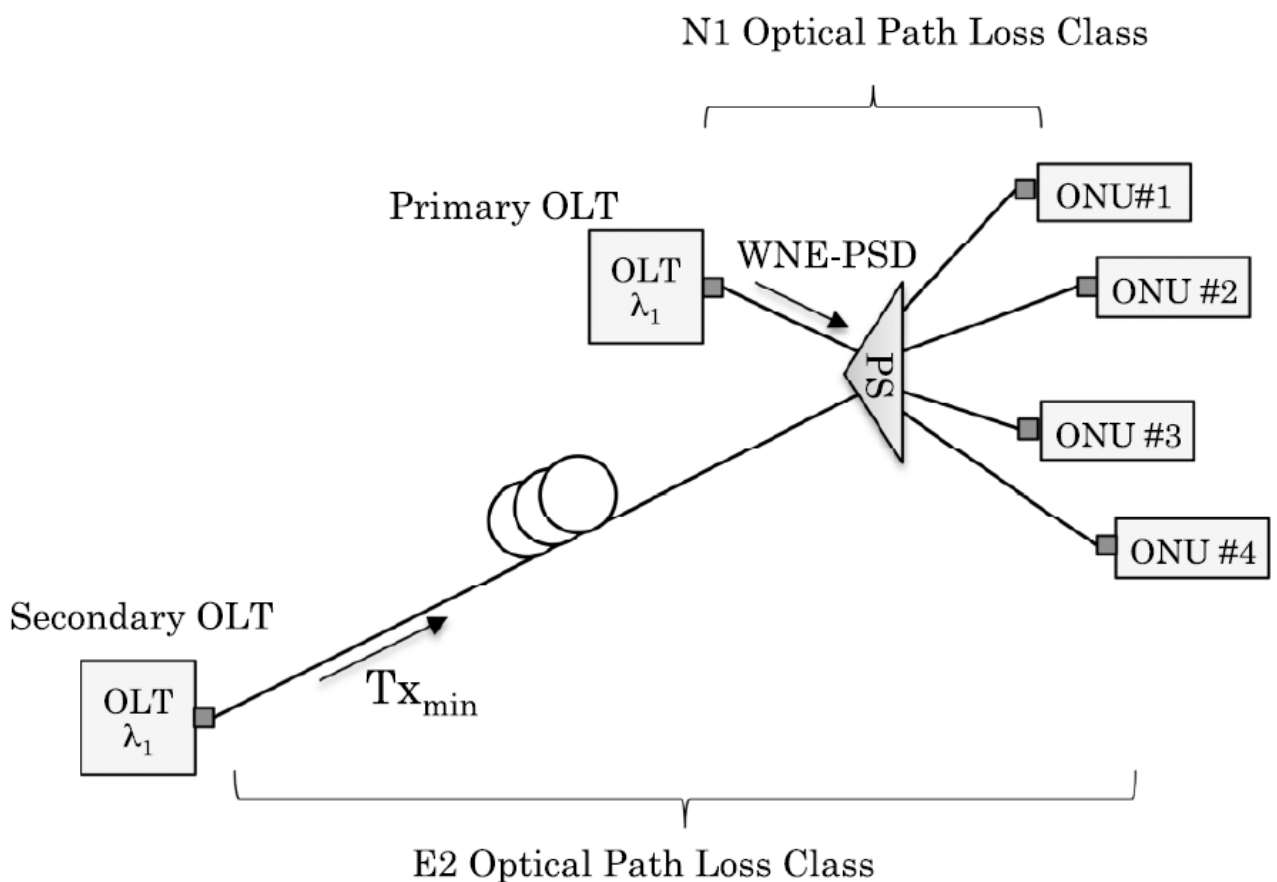 N1 Optical Path Loss Class
Primary OLT
OLT
λ₁
WNE-PSD
PS
ONU#1
ONU #2
ONU #3
ONU #4
Secondary OLT
OLT
λ₁
Txₘᵢₙ
E2 Optical Path Loss Class